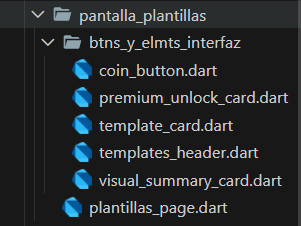 pantalla_plantillas
btns_y_elmts_interfaz
coin_button.dart
premium_unlock_card.dart
template_card.dart
templates_header.dart
visual_summary_card.dart
plantillas_page.dart